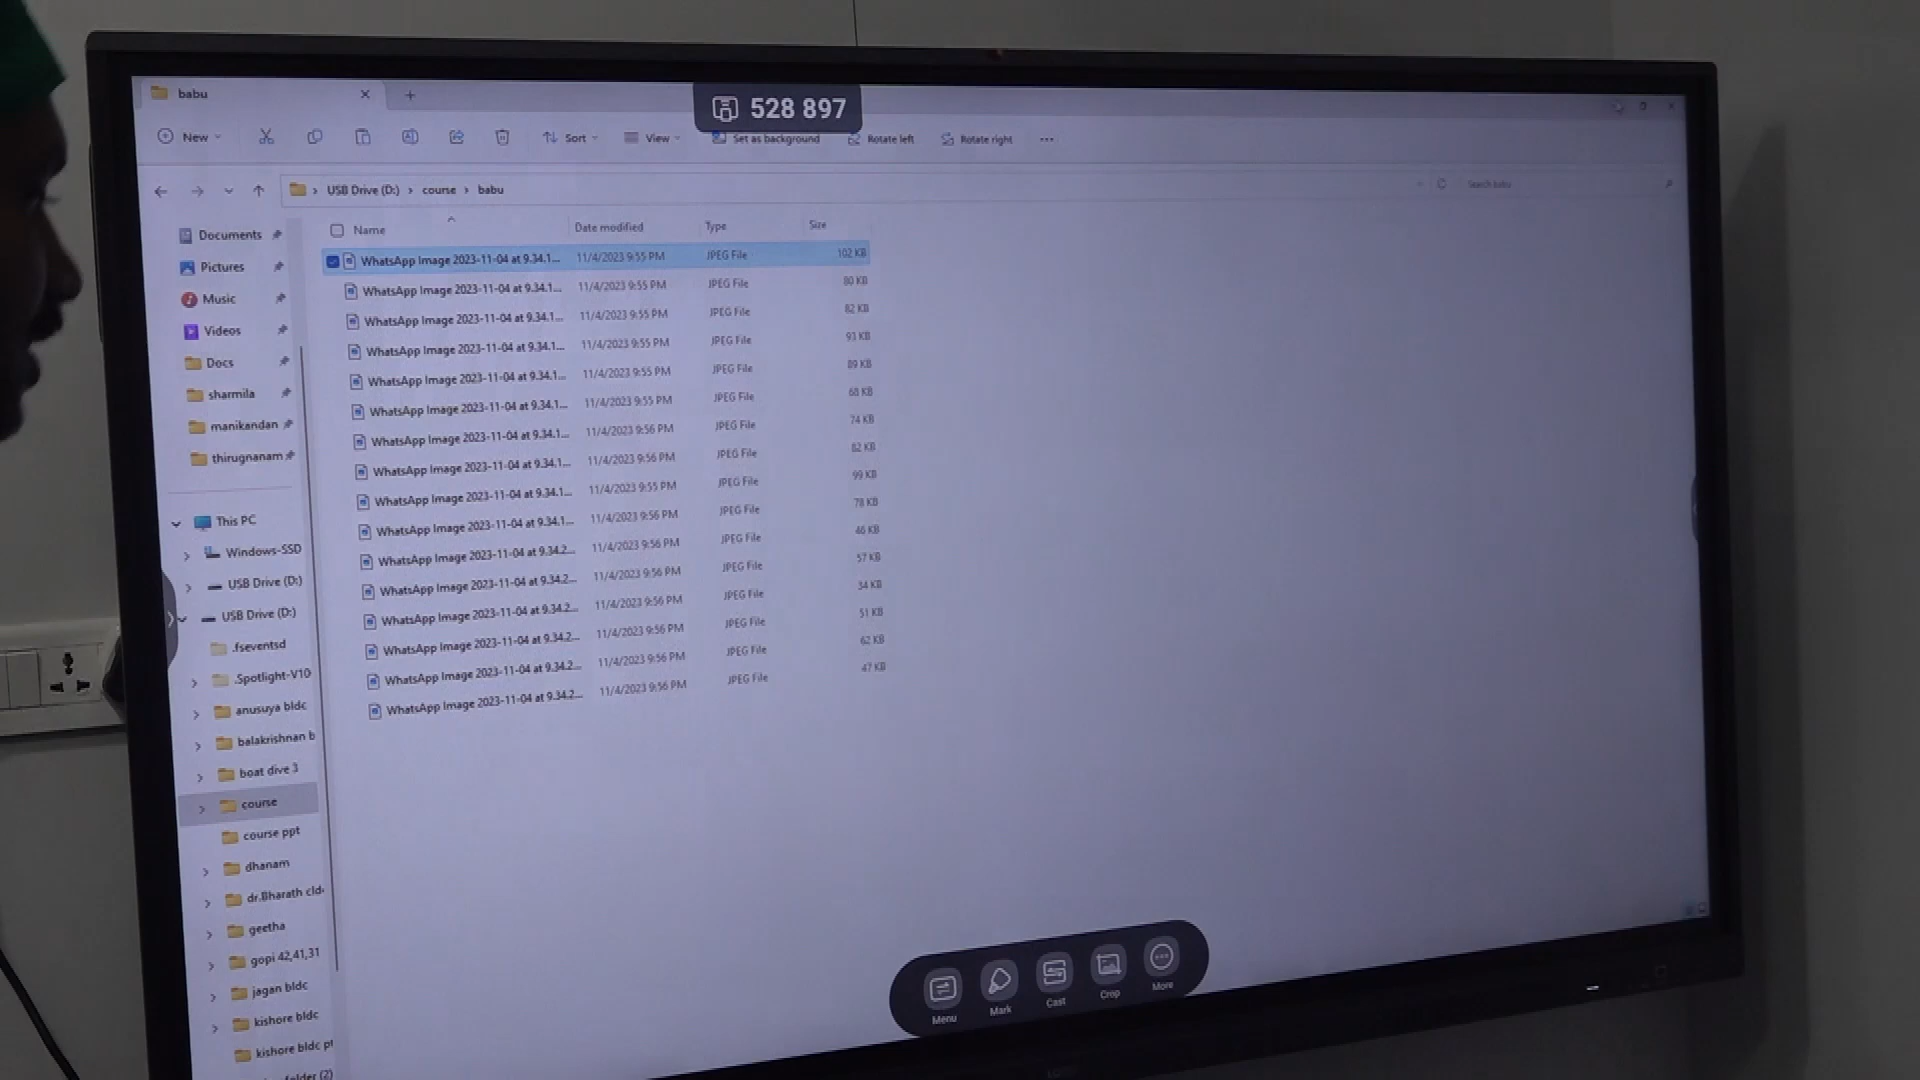 babu
528 897
New
Sort
View
Set as background
Rotate left
Rotate right
USB Drive (D:) > course > babu
Search babu
Name Date modified Type Size
WhatsApp Image 2023-11-04 at 9.34.1... 11/4/2023 9:55 PM JPEG File 102 KB
WhatsApp Image 2023-11-04 at 9.34.1... 11/4/2023 9:55 PM JPEG File 80 KB
WhatsApp Image 2023-11-04 at 9.34.1... 11/4/2023 9:55 PM JPEG File 82 KB
WhatsApp Image 2023-11-04 at 9.34.1... 11/4/2023 9:55 PM JPEG File 93 KB
WhatsApp Image 2023-11-04 at 9.34.1... 11/4/2023 9:55 PM JPEG File 89 KB
WhatsApp Image 2023-11-04 at 9.34.1... 11/4/2023 9:55 PM JPEG File 68 KB
WhatsApp Image 2023-11-04 at 9.34.1... 11/4/2023 9:56 PM JPEG File 74 KB
WhatsApp Image 2023-11-04 at 9.34.1... 11/4/2023 9:56 PM JPEG File 82 KB
WhatsApp Image 2023-11-04 at 9.34.1... 11/4/2023 9:55 PM JPEG File 99 KB
WhatsApp Image 2023-11-04 at 9.34.1... 11/4/2023 9:56 PM JPEG File 78 KB
WhatsApp Image 2023-11-04 at 9.34.2... 11/4/2023 9:56 PM JPEG File 46 KB
WhatsApp Image 2023-11-04 at 9.34.2... 11/4/2023 9:56 PM JPEG File 57 KB
WhatsApp Image 2023-11-04 at 9.34.2... 11/4/2023 9:56 PM JPEG File 34 KB
WhatsApp Image 2023-11-04 at 9.34.2... 11/4/2023 9:56 PM JPEG File 51 KB
WhatsApp Image 2023-11-04 at 9.34.2... 11/4/2023 9:56 PM JPEG File 62 KB
WhatsApp Image 2023-11-04 at 9.34.2... 11/4/2023 9:56 PM JPEG File 47 KB
Documents
Pictures
Music
Videos
Docs
sharmila
manikandan
thirugnanam
This PC
Windows-SSD
USB Drive (D:)
USB Drive (D:)
.fseventsd
.Spotlight-V10
anusuya bldc
balakrishnan b
boat dive 3
course
course ppt
dhanam
dr.Bharath cld
geetha
gopi 42,41,31
jagan bldc
kishore bldc
kishore bldc pt
folder (2)
Menu
Mark
Cast
Crop
More